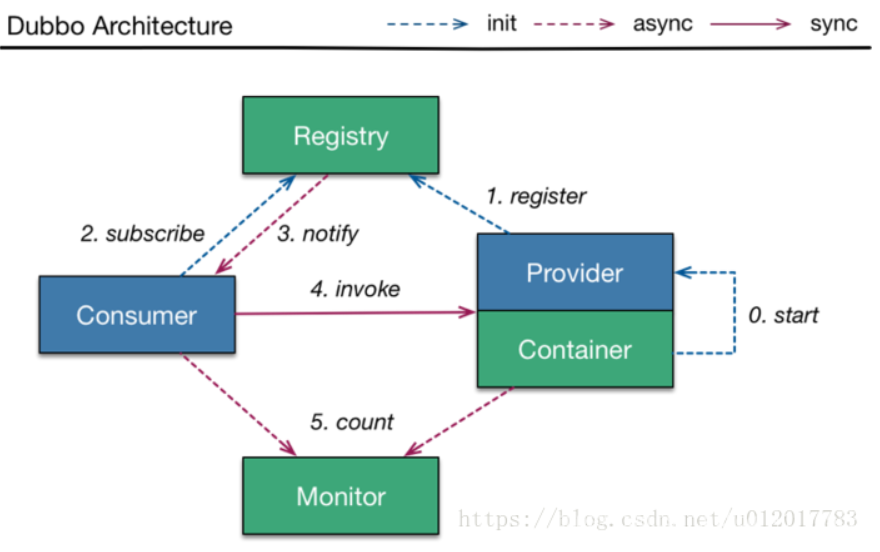 Dubbo Architecture
init
async
sync
Registry
1. register
2. subscribe
3. notify
Provider
4. invoke
Consumer
0. start
Container
5. count
Monitor
https://blog.csdn.net/u012017783